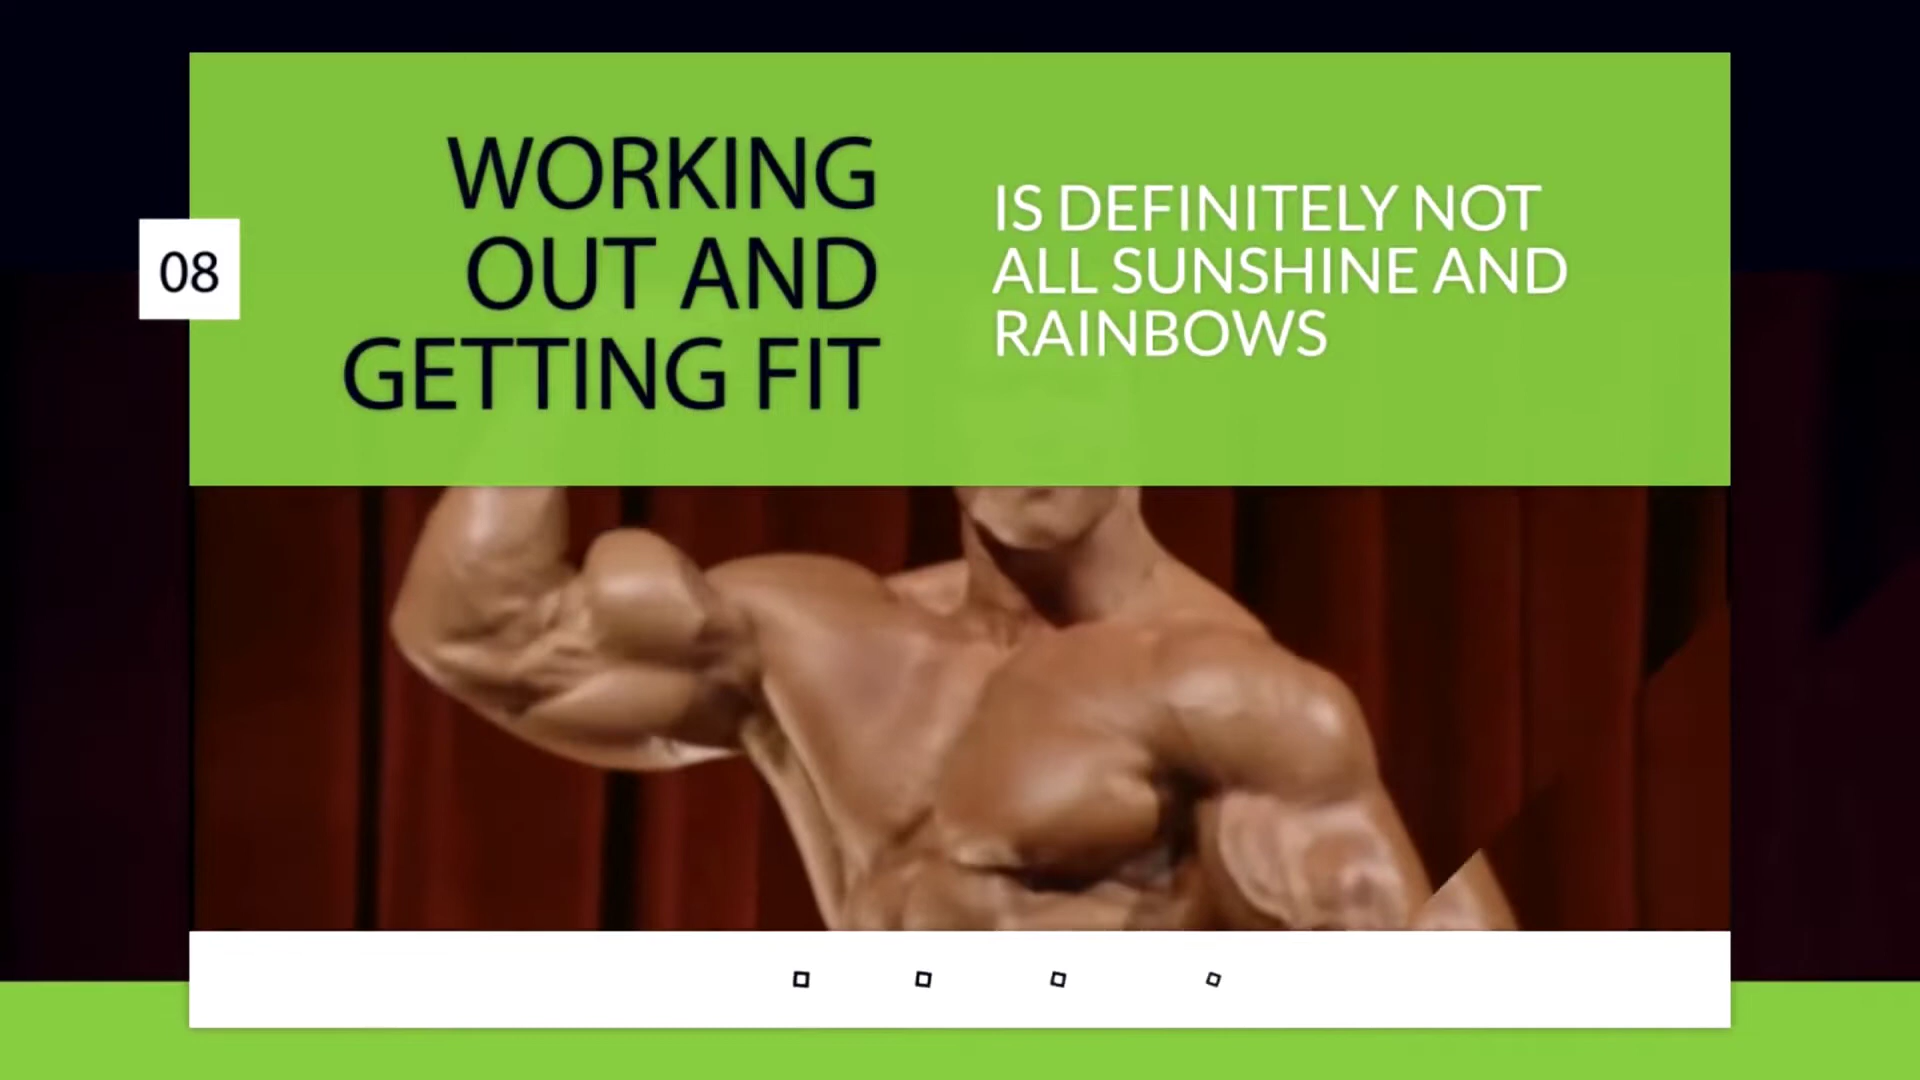 08
WORKING
OUT AND
GETTING FIT
IS DEFINITELY NOT
ALL SUNSHINE AND
RAINBOWS